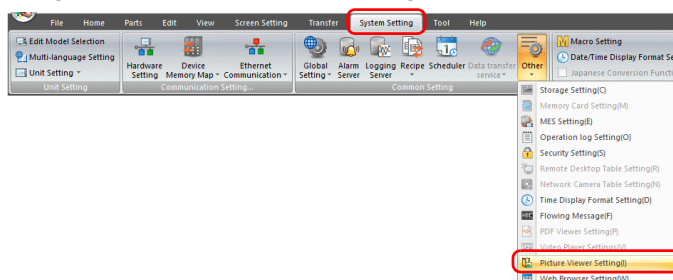 File Home Parts Edit View Screen Setting Transfer System Setting Tool Help
Edit Model Selection
Multi-language Setting
Unit Setting
Unit Setting
Hardware Setting
Device Memory Map
Ethernet Communication
Communication Setting...
Global Setting
Alarm Server
Logging Server
Recipe
Scheduler
Data transfer service
Common Setting
Other
Macro Setting
Date/Time Display Format Se
Japanese Conversion Functi
Storage Setting(C)
Memory Card Setting(M)
MES Setting(E)
Operation log Setting(O)
Security Setting(S)
Remote Desktop Table Setting(R)
Network Camera Table Setting(N)
Time Display Format Setting(D)
Flowing Message(F)
PDF Viewer Setting(P)
Video Player Settings(V)
Picture Viewer Setting(I)
Web Browser Setting(W)